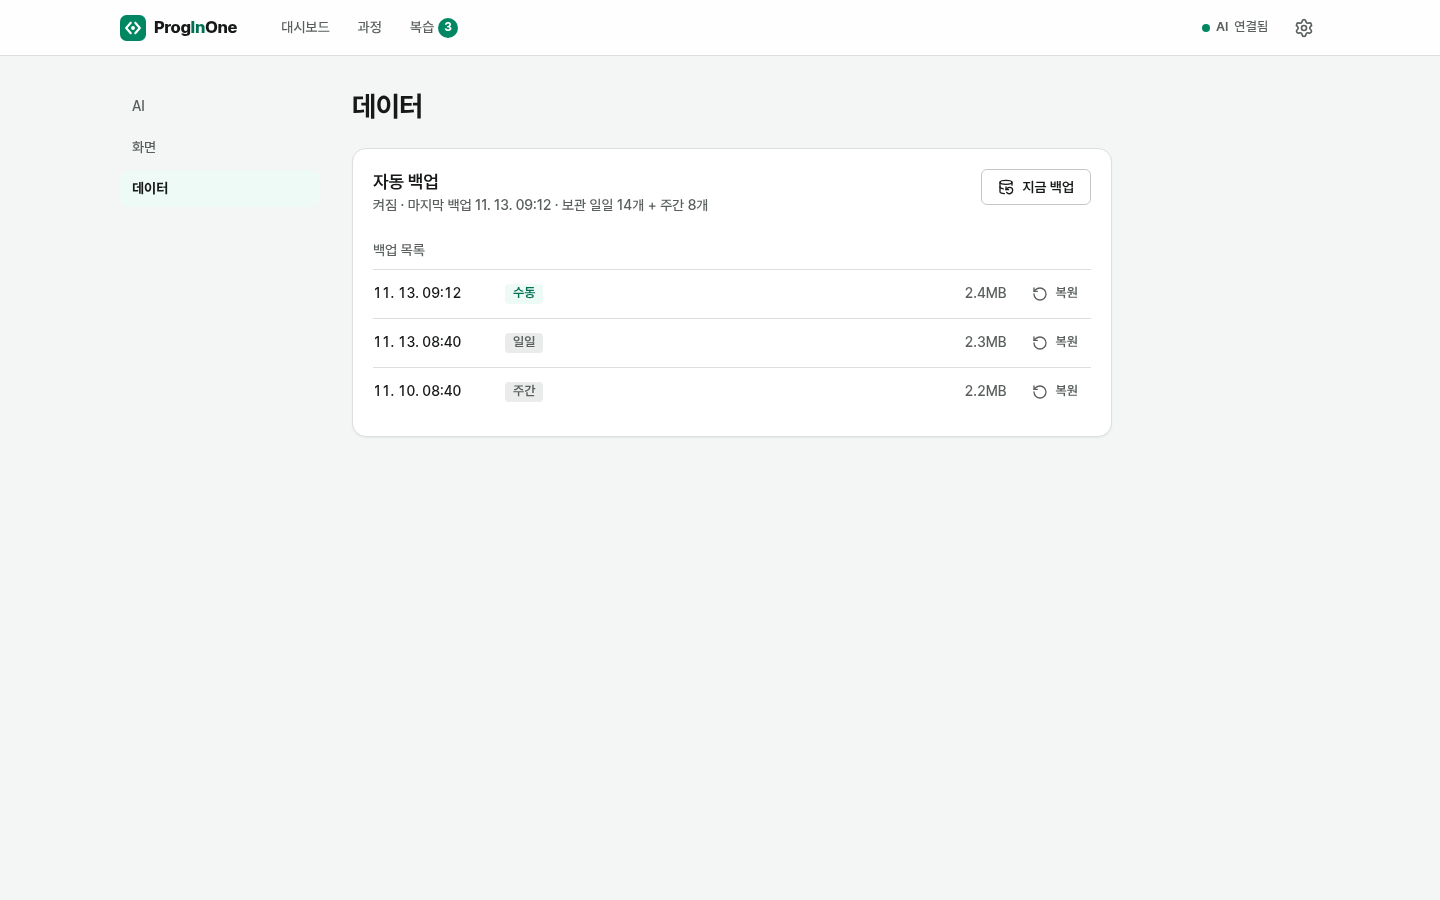 ProgInOne 대시보드 과정 복습 3 AI 연결됨
AI
화면
데이터
데이터
자동 백업
켜짐 · 마지막 백업 11. 13. 09:12 · 보관 일일 14개 + 주간 8개
지금 백업
백업 목록
11. 13. 09:12 수동 2.4MB 복원
11. 13. 08:40 일일 2.3MB 복원
11. 10. 08:40 주간 2.2MB 복원